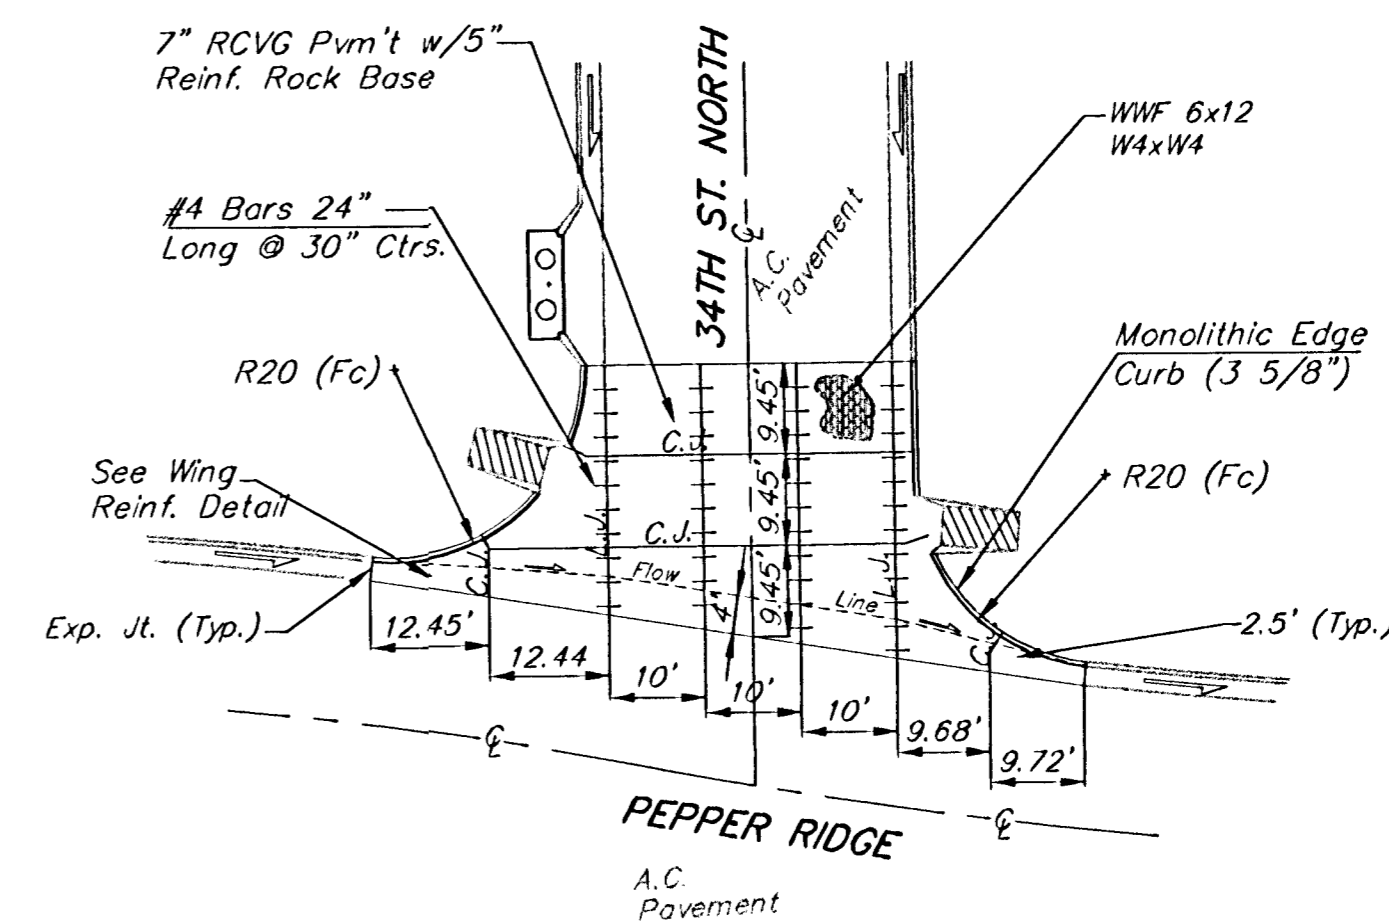 7" RCVG Pvm't w/5"
Reinf. Rock Base
34TH ST. NORTH
WWF 6x12
W4xW4
#4 Bars 24"
Long @ 30" Ctrs.
℄
A.C.
Pavement
R20 (Fc)
Monolithic Edge
Curb (3 5/8")
9.45'
C.J.
See Wing
Reinf. Detail
R20 (Fc)
9.45'
L.J.
C.J.
L.J.
C.J.
Flow
4"
9.45'
Line
C.J.
Exp. Jt. (Typ.)
2.5' (Typ.)
12.45'
12.44
10'
10'
10'
9.68'
9.72'
℄
℄
PEPPER RIDGE
A.C.
Pavement